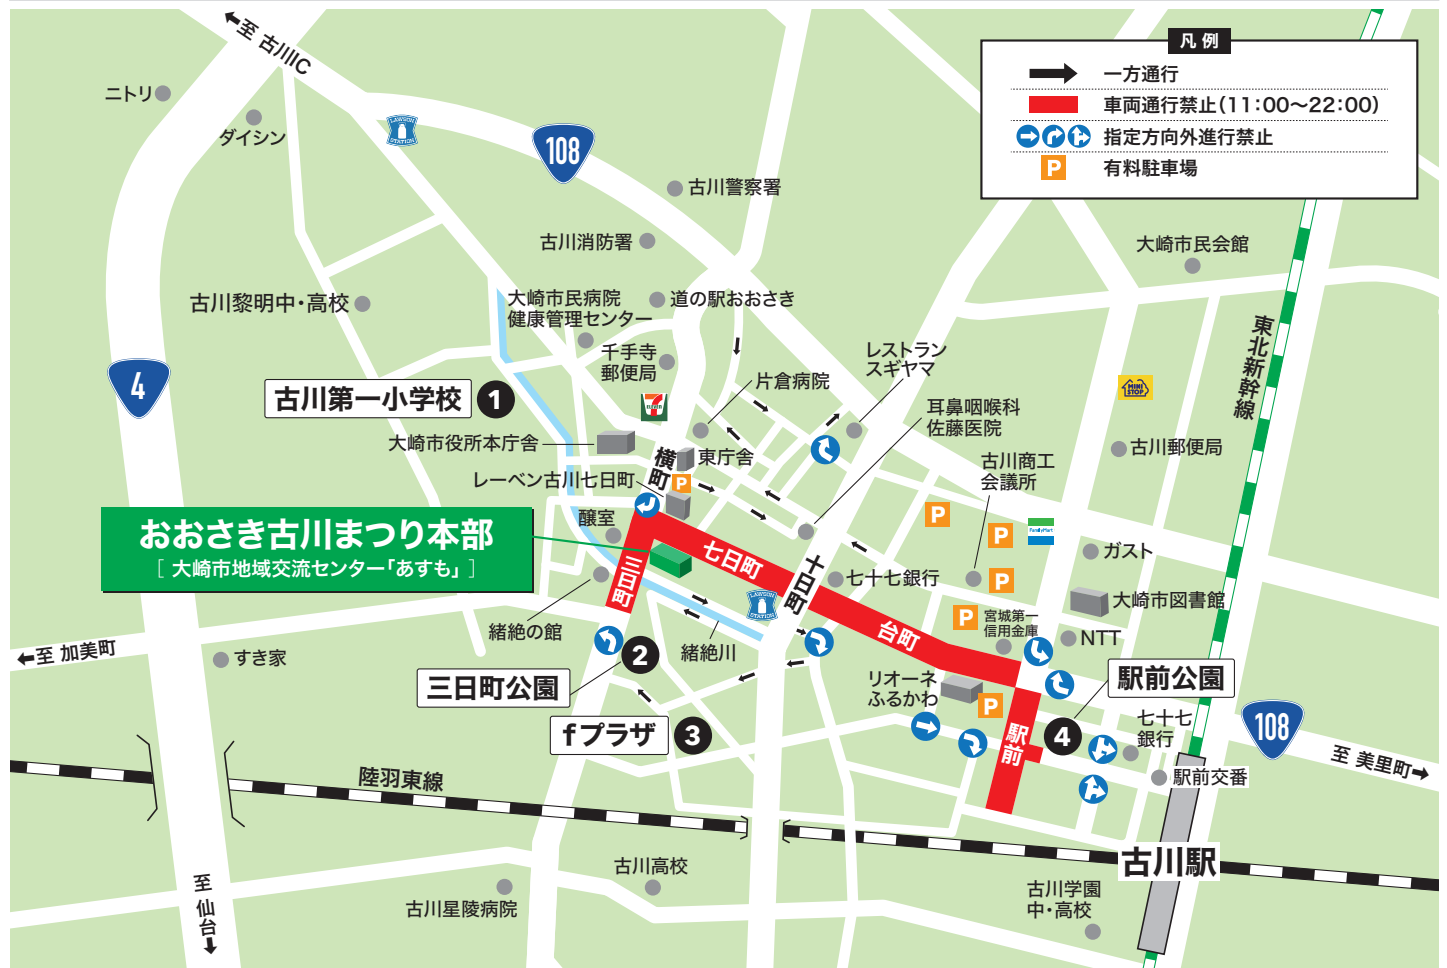 凡例
一方通行
車両通行禁止(11:00〜22:00)
指定方向外進行禁止
P
有料駐車場
至 古川IC
ニトリ
ダイシン
LAWSON
STATION
108
古川警察署
古川消防署
大崎市民会館
古川黎明中・高校
大崎市民病院
健康管理センター
道の駅おおさき
東北新幹線
4
千手寺
郵便局
レストラン
スギヤマ
片倉病院
MINI
STOP
古川第一小学校
1
7
ELEVEN
耳鼻咽喉科
佐藤医院
大崎市役所本庁舎
横町
東庁舎
古川郵便局
古川商工
会議所
レーベン古川七日町
P
おおさき古川まつり本部
[ 大崎市地域交流センター「あすも」 ]
醸室
七日町
P
P
FamilyMart
ガスト
三日町
十日町
七十七銀行
P
大崎市図書館
LAWSON
STATION
緒絶の館
緒絶川
台町
P
宮城第一
信用金庫
NTT
至 加美町
すき家
2
三日町公園
リオーネ
ふるかわ
P
駅前公園
fプラザ
3
駅前
4
七十七
銀行
108
至 美里町
駅前交番
陸羽東線
古川駅
至 仙台
古川高校
古川星陵病院
古川学園
中・高校